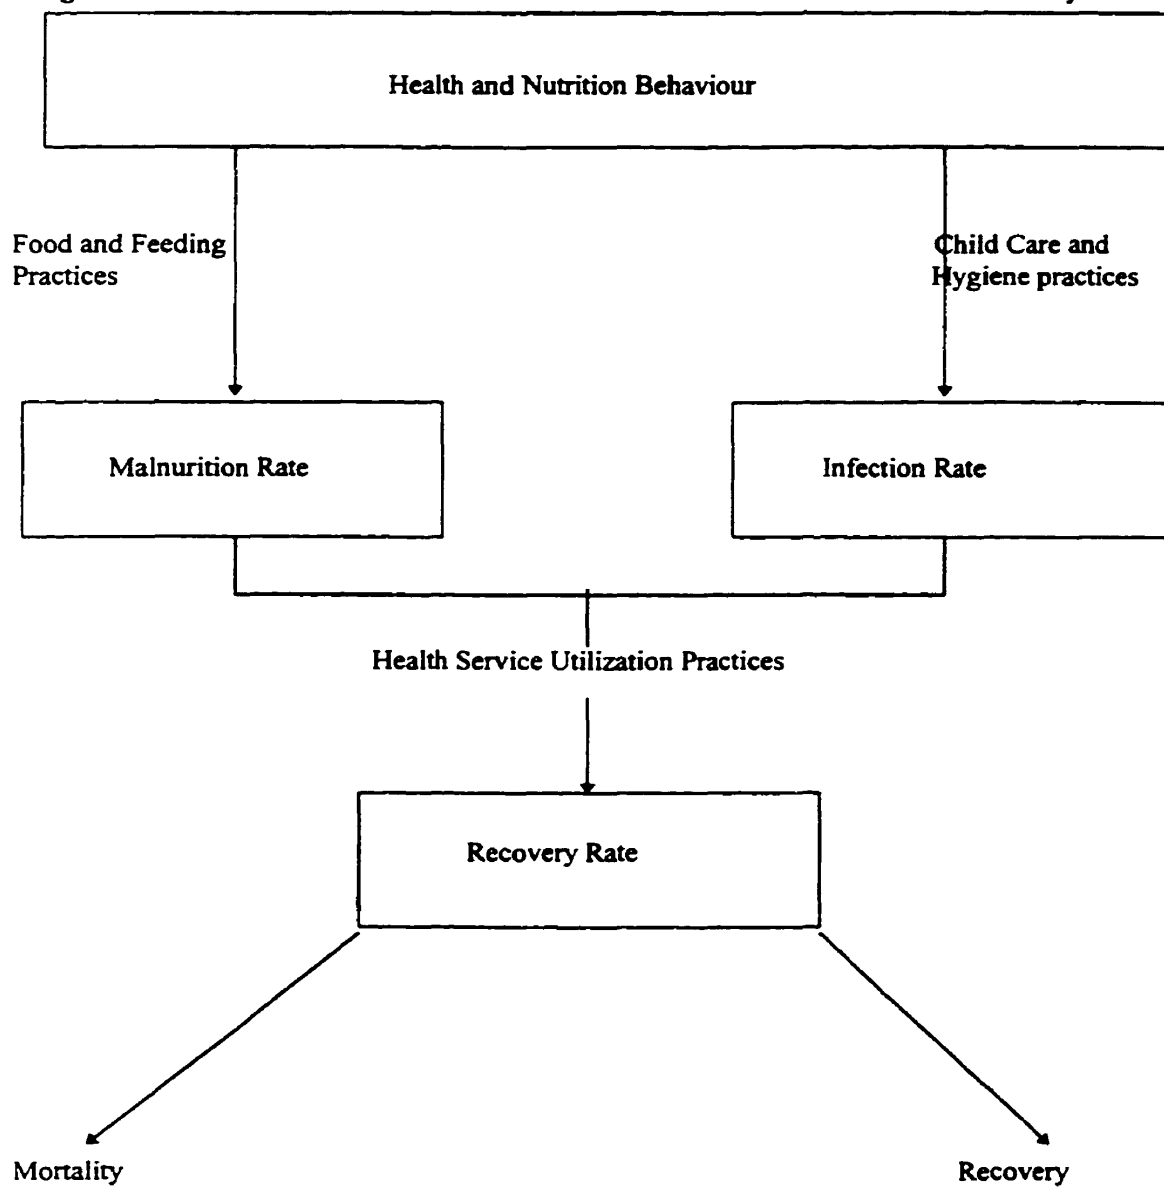 Health and Nutrition Behaviour
Food and Feeding
Practices
Child Care and
Hygiene practices
Malnurition Rate
Infection Rate
Health Service Utilization Practices
Recovery Rate
Mortality
Recovery